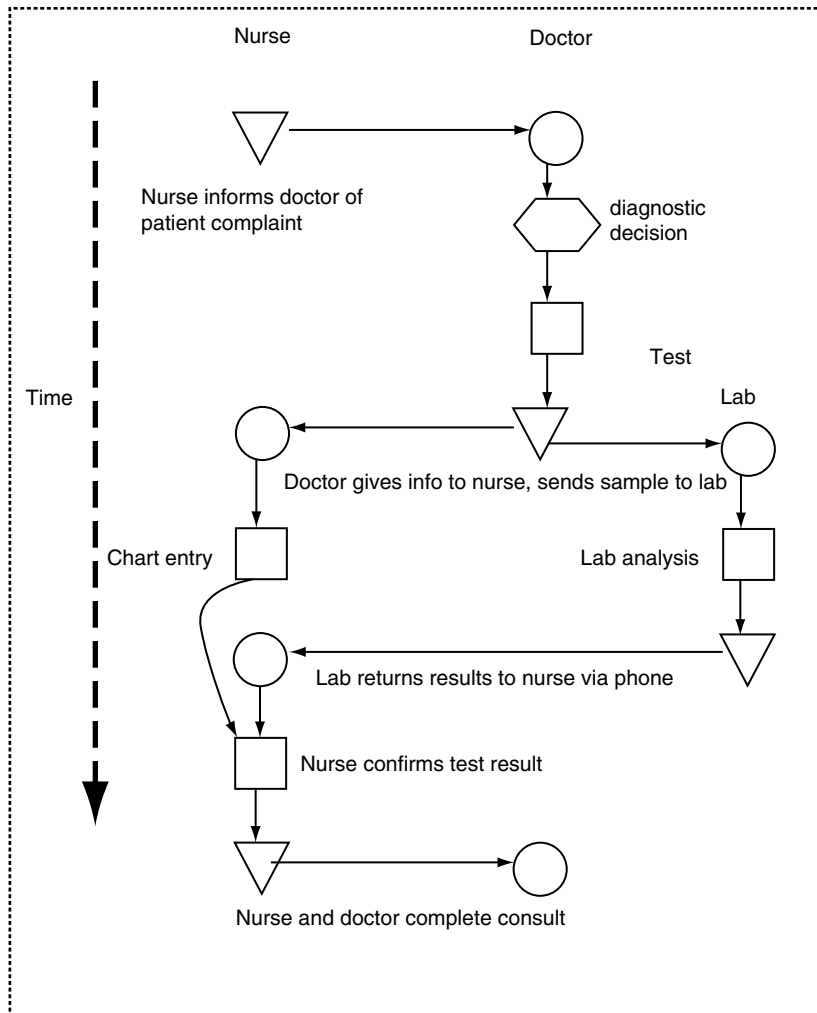 Nurse
Doctor
Nurse informs doctor of
patient complaint
diagnostic
decision
Test
Time
Lab
Doctor gives info to nurse, sends sample to lab
Chart entry
Lab analysis
Lab returns results to nurse via phone
Nurse confirms test result
Nurse and doctor complete consult